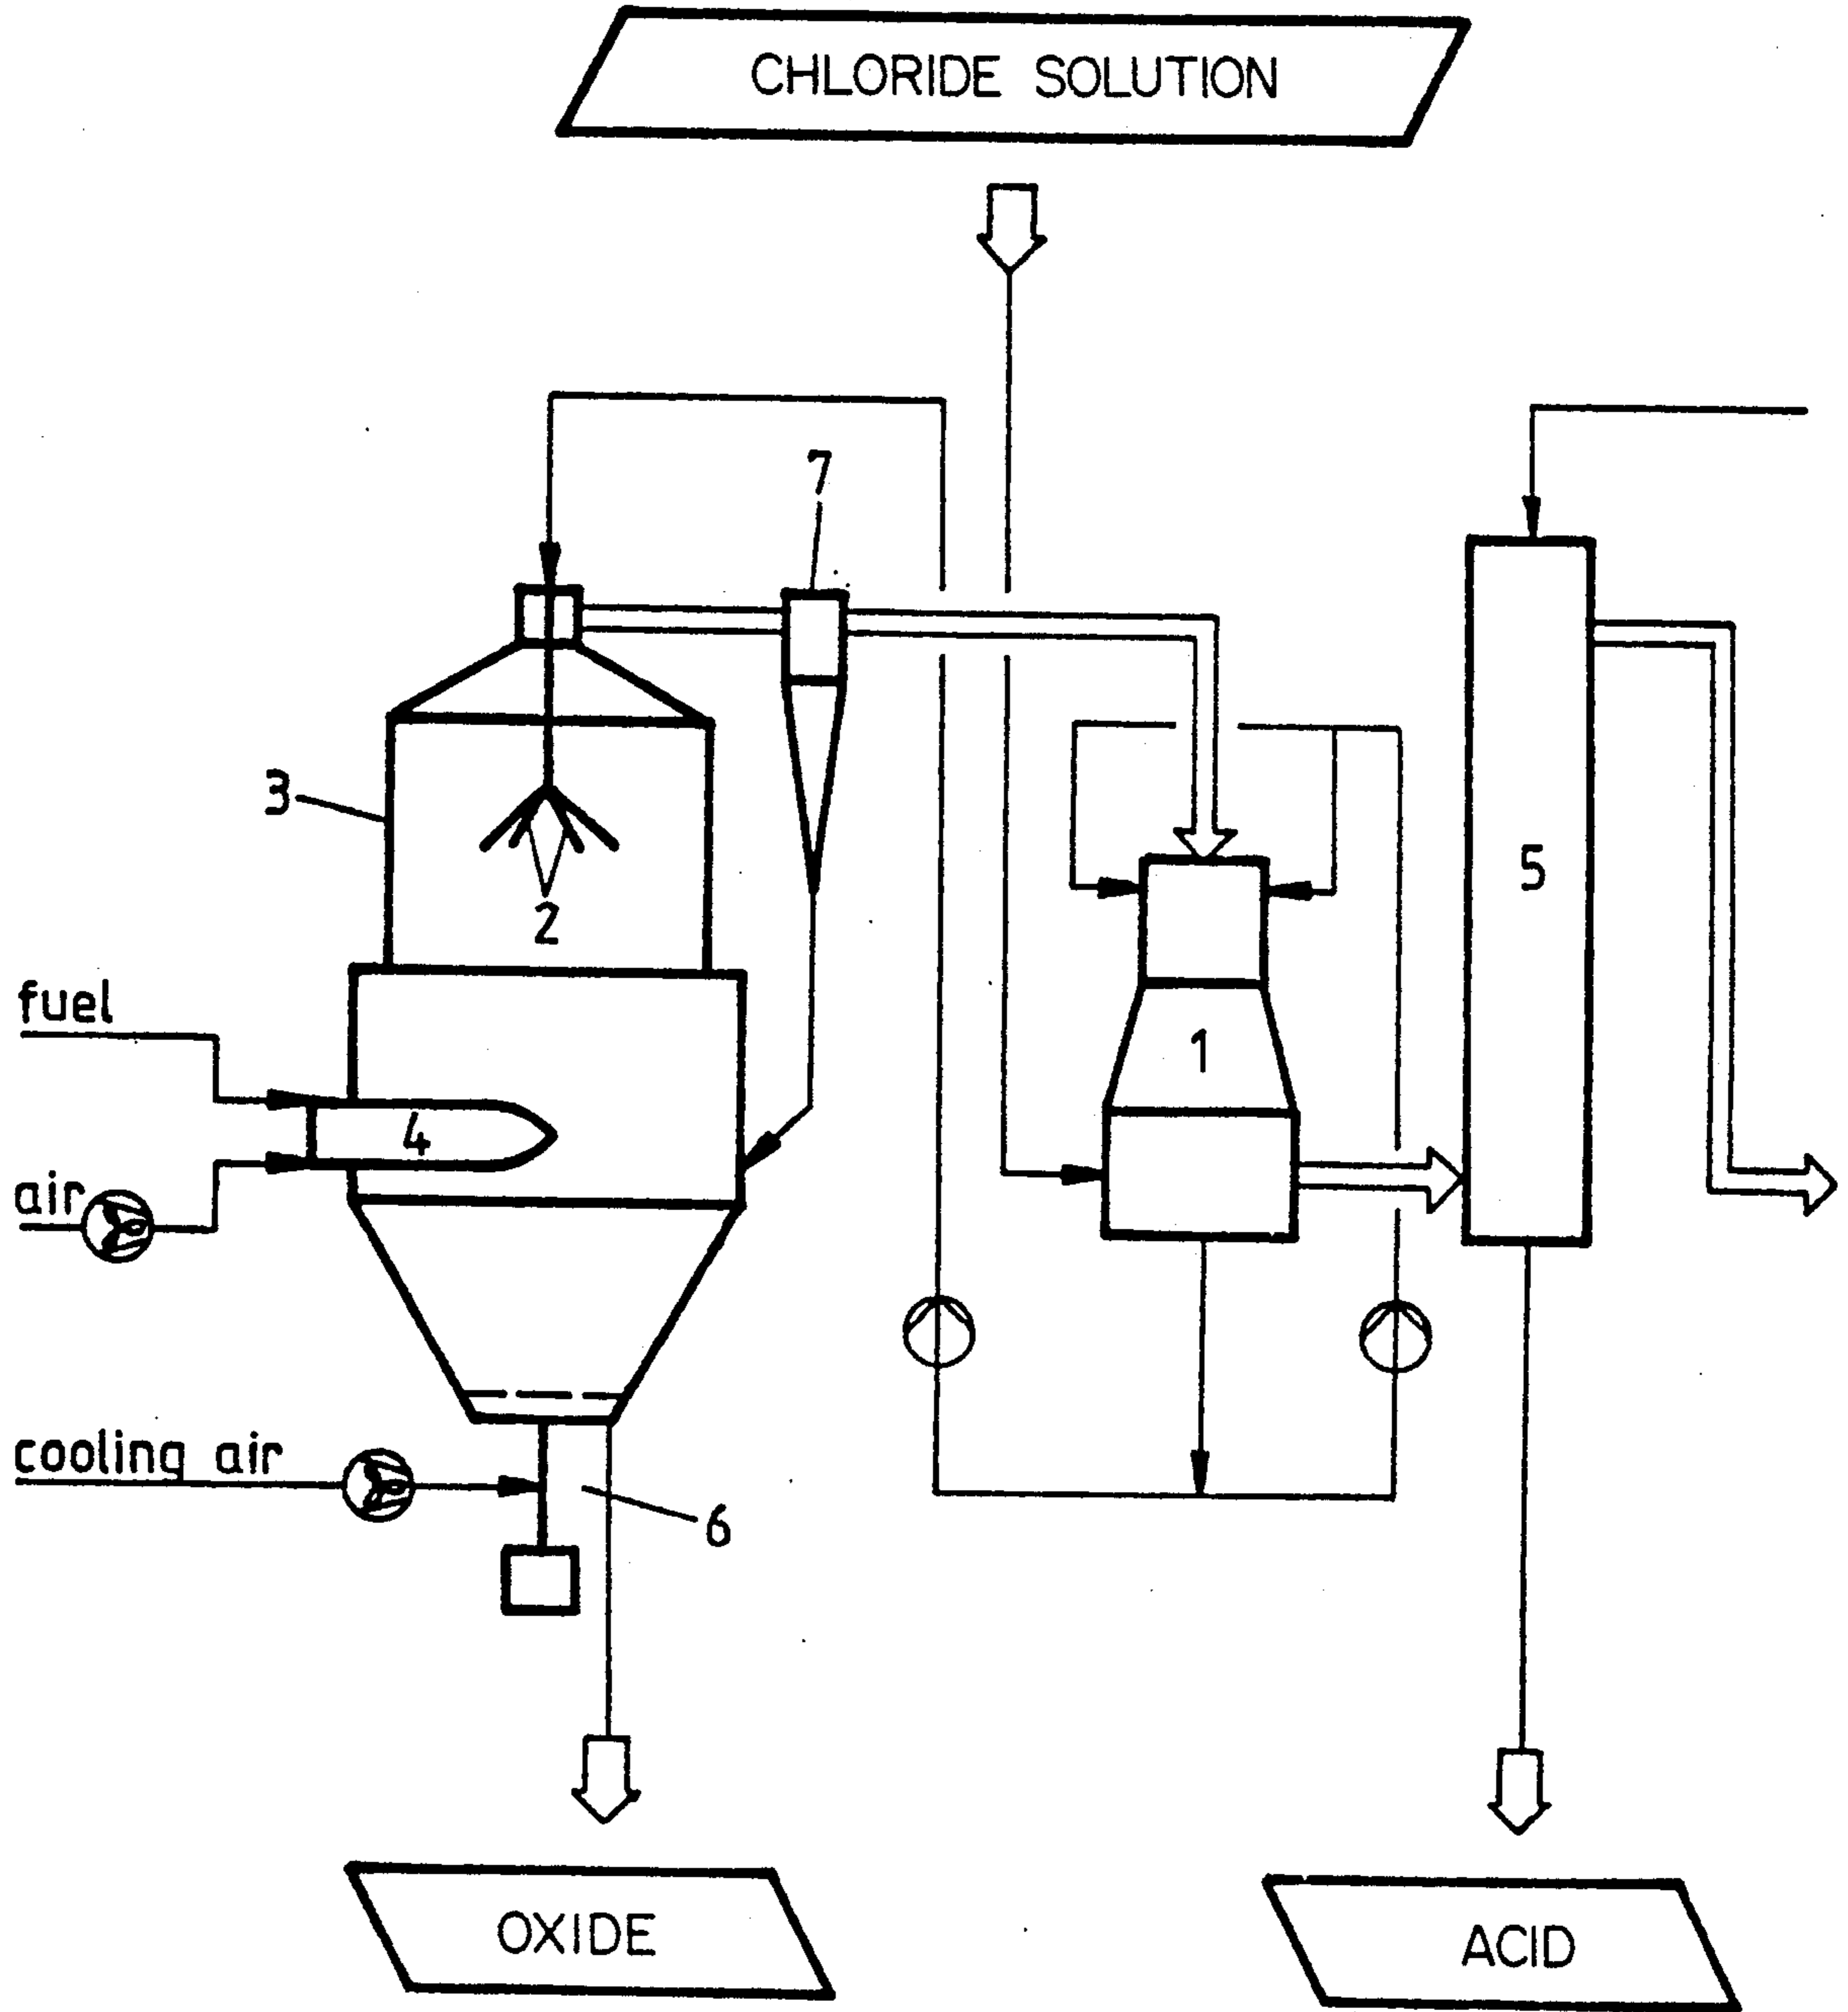 CHLORIDE SOLUTION
7
3
5
2
fuel
1
4
air
cooling air
6
OXIDE
ACID